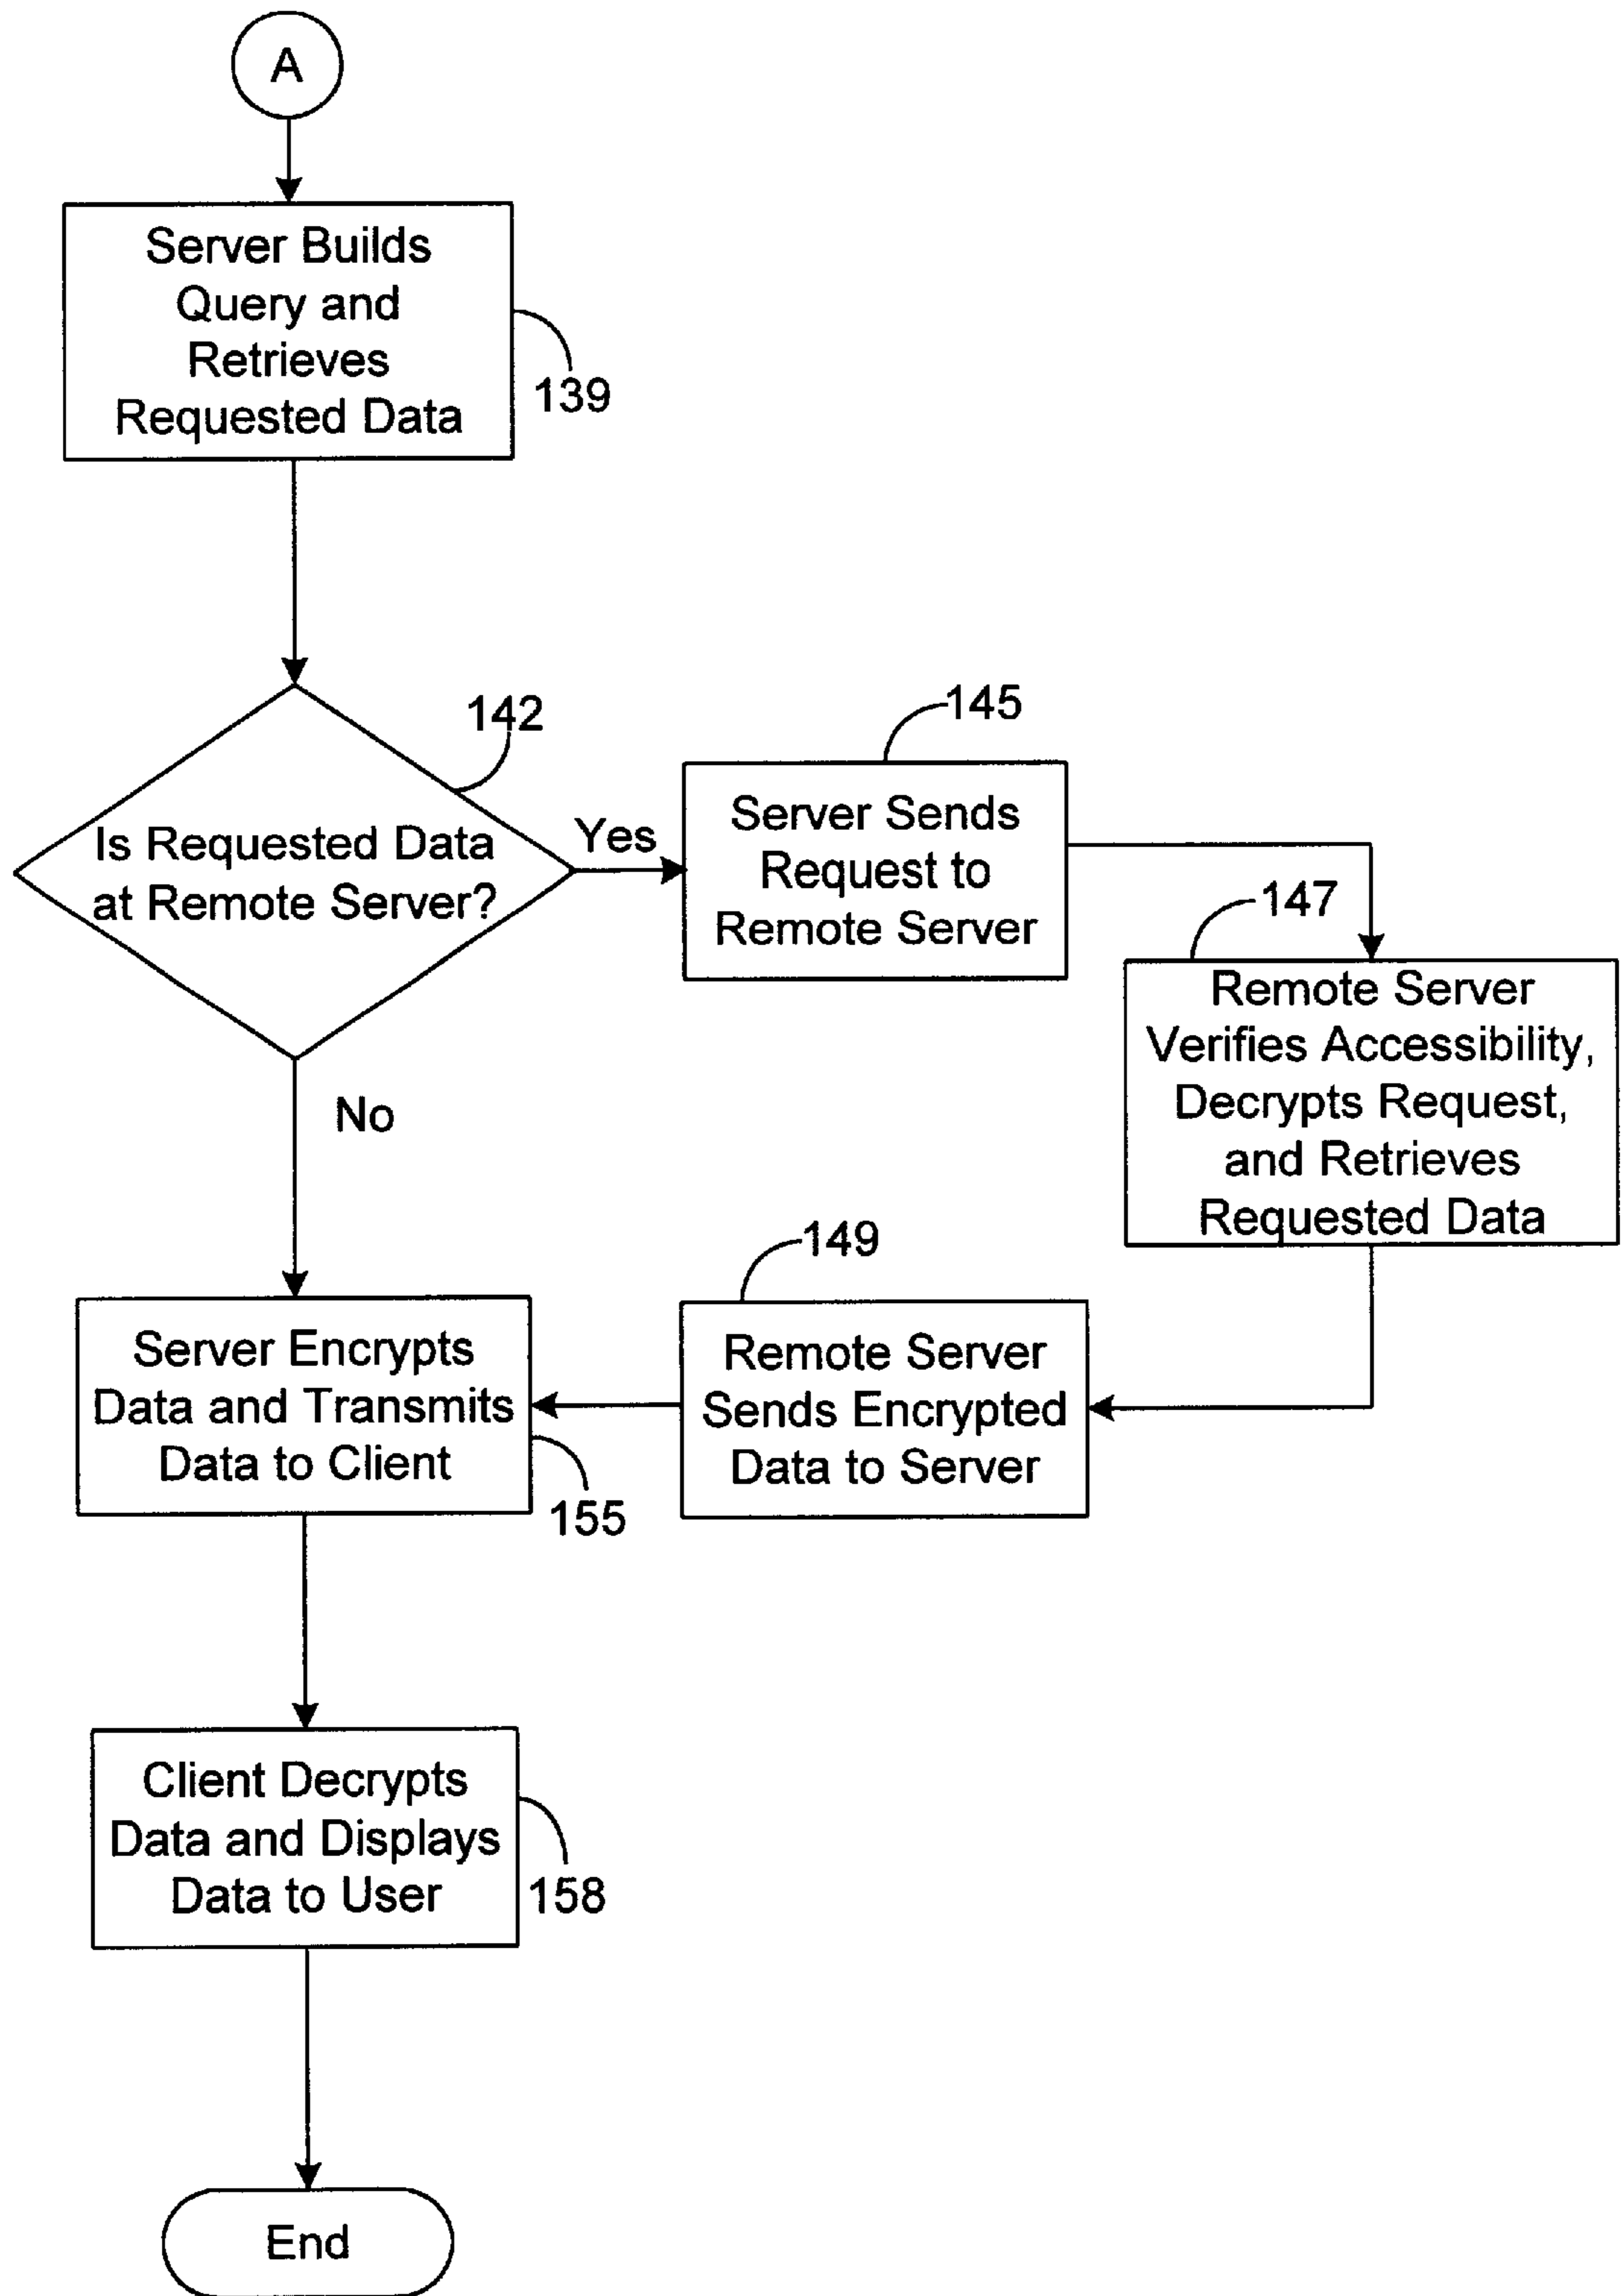 A
Server Builds
Query and
Retrieves
Requested Data
139
142
Is Requested Data
at Remote Server?
Yes
145
Server Sends
Request to
Remote Server
147
Remote Server
Verifies Accessibility,
Decrypts Request,
and Retrieves
Requested Data
No
149
Remote Server
Sends Encrypted
Data to Server
Server Encrypts
Data and Transmits
Data to Client
155
Client Decrypts
Data and Displays
Data to User
158
End